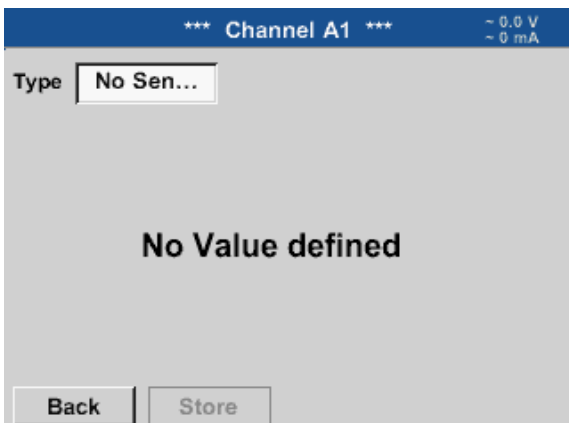 *** Channel A1 ***
~ 0.0 V
~ 0 mA
Type No Sen...
No Value defined
Back Store